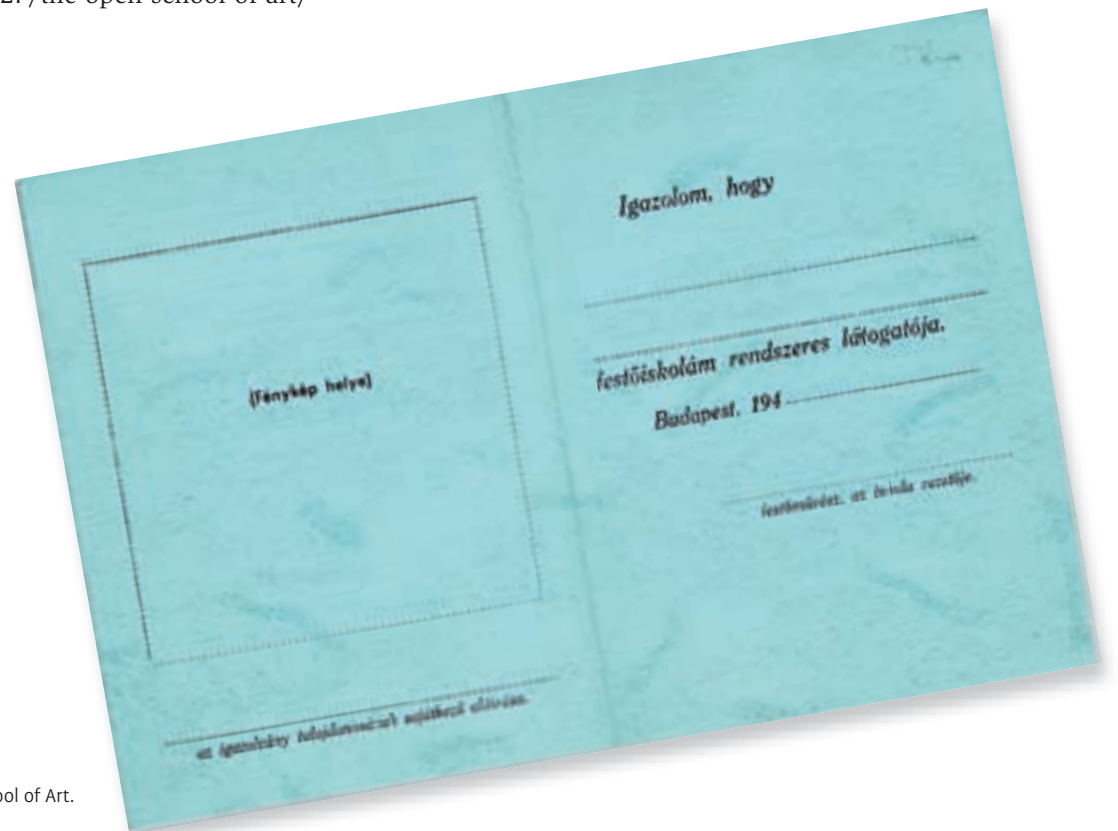 2. /the open school of art/
(Fénykép helye)
az igazolvány tulajdonosának sajátkezű aláírása.
Igazolom, hogy
festőiskolám rendszeres látogatója.
Budapest, 194
festőművész, az iskola vezetője.
ool of Art.